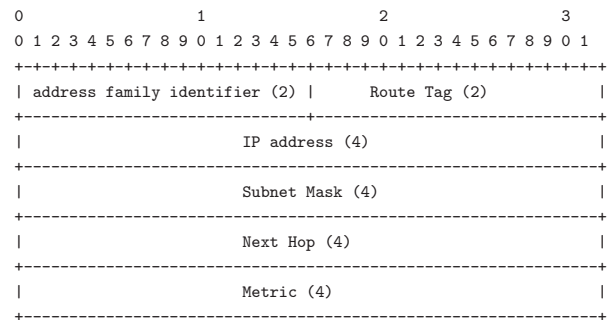 0                   1                   2                   3
0 1 2 3 4 5 6 7 8 9 0 1 2 3 4 5 6 7 8 9 0 1 2 3 4 5 6 7 8 9 0 1
+-+-+-+-+-+-+-+-+-+-+-+-+-+-+-+-+-+-+-+-+-+-+-+-+-+-+-+-+-+-+-+-+
| address family identifier (2) |      Route Tag (2)            |
+-------------------------------+-------------------------------+
|                         IP address (4)                        |
+---------------------------------------------------------------+
|                         Subnet Mask (4)                       |
+---------------------------------------------------------------+
|                         Next Hop (4)                          |
+---------------------------------------------------------------+
|                         Metric (4)                            |
+---------------------------------------------------------------+